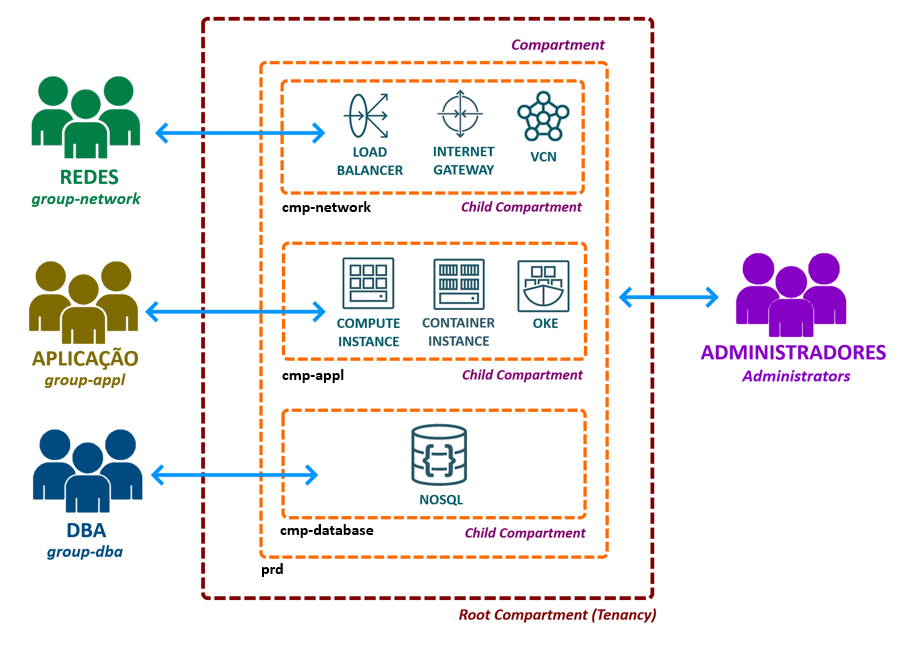 Compartment
LOAD
BALANCER
INTERNET
GATEWAY
VCN
REDES
group-network
cmp-network
Child Compartment
COMPUTE
INSTANCE
CONTAINER
INSTANCE
OKE
APLICAÇÃO
group-appl
cmp-appl
Child Compartment
ADMINISTRADORES
Administrators
NOSQL
DBA
group-dba
cmp-database
Child Compartment
prd
Root Compartment (Tenancy)